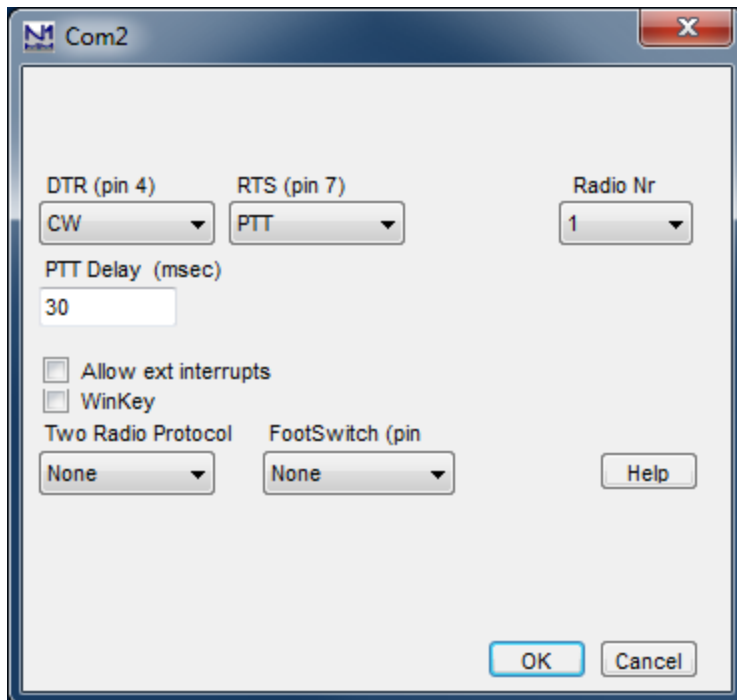 N1 Com2
DTR (pin 4) RTS (pin 7) Radio Nr
CW PTT 1
PTT Delay (msec)
30
Allow ext interrupts
WinKey
Two Radio Protocol FootSwitch (pin
None None Help
OK Cancel